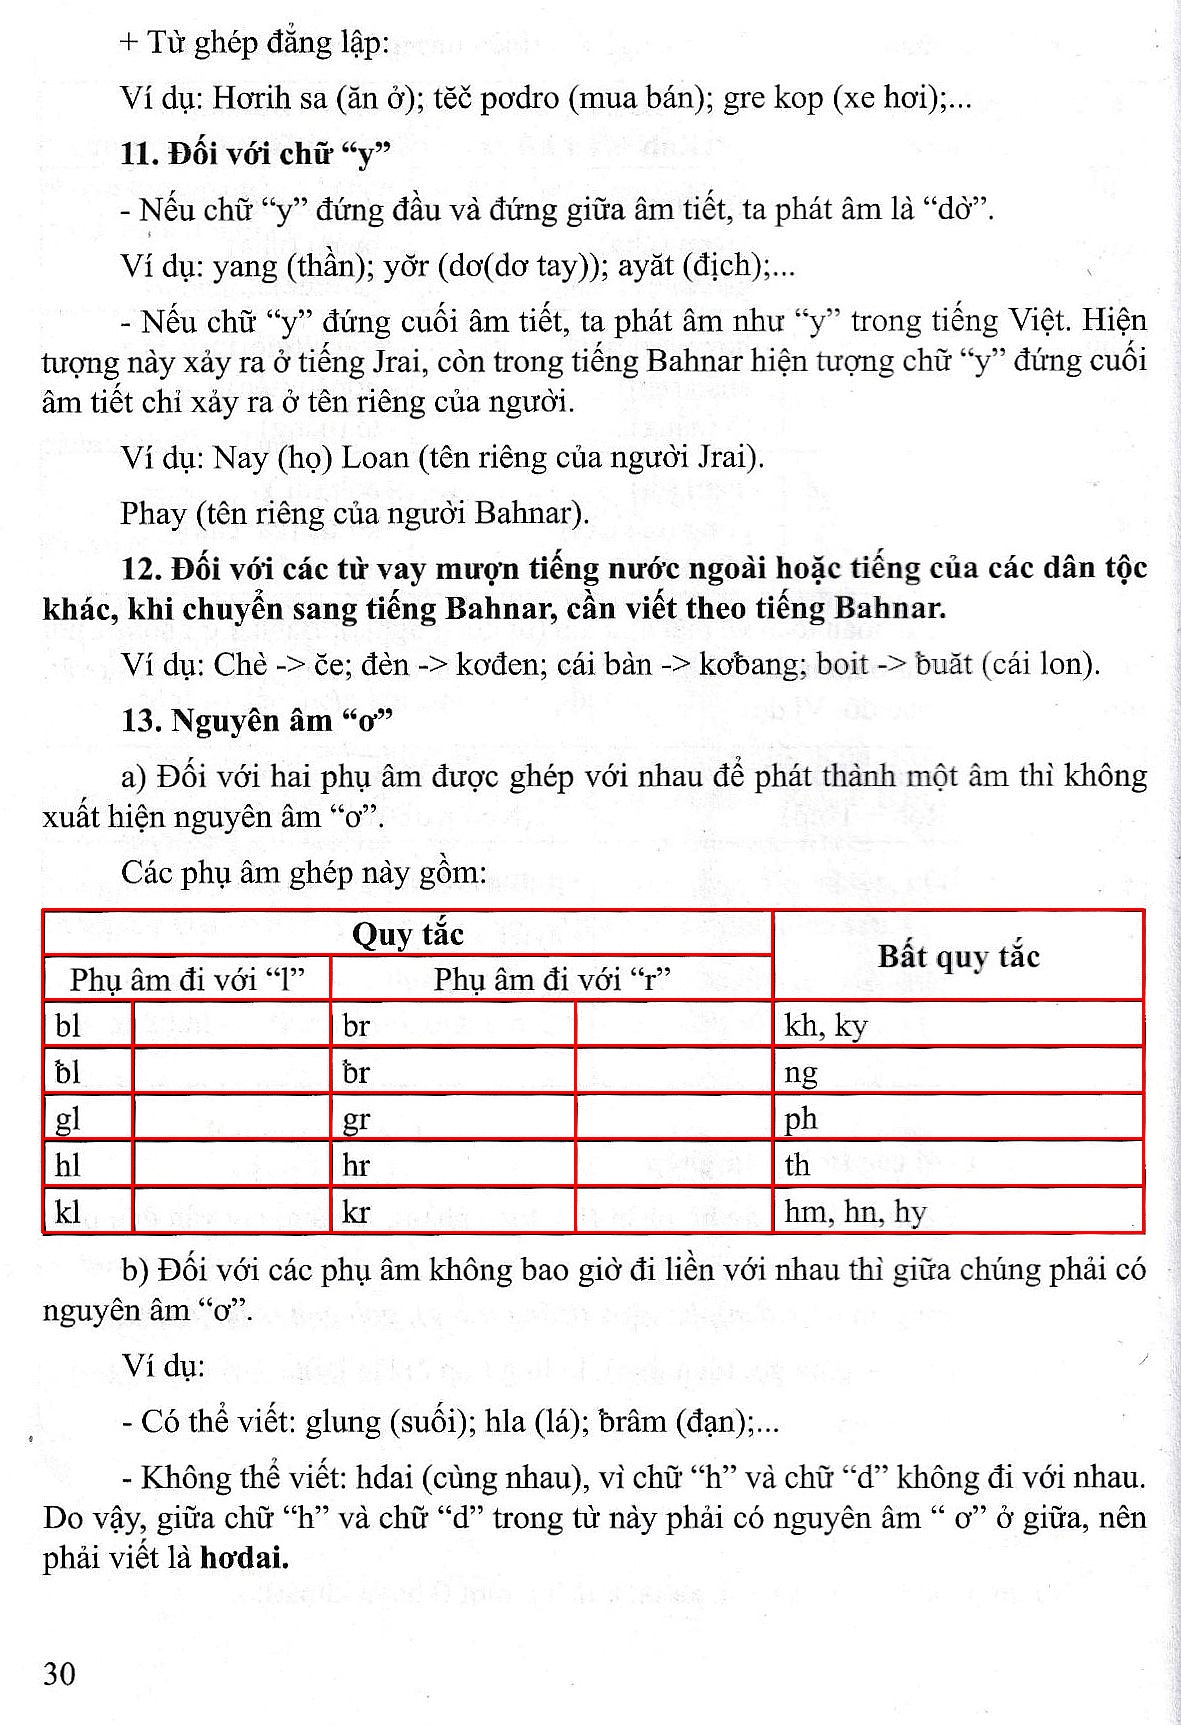 + Từ ghép đẳng lập:
Ví dụ: Hơrih sa (ăn ở); tĕč pơdro (mua bán); gre kop (xe hơi);...
11. Đối với chữ “y”
- Nếu chữ “y” đứng đầu và đứng giữa âm tiết, ta phát âm là “dờ”.
Ví dụ: yang (thần); yơ̆r (dơ(dơ tay)); ayăt (địch);...
- Nếu chữ “y” đứng cuối âm tiết, ta phát âm như “y” trong tiếng Việt. Hiện
tượng này xảy ra ở tiếng Jrai, còn trong tiếng Bahnar hiện tượng chữ “y” đứng cuối
âm tiết chỉ xảy ra ở tên riêng của người.
Ví dụ: Nay (họ) Loan (tên riêng của người Jrai).
Phay (tên riêng của người Bahnar).
12. Đối với các từ vay mượn tiếng nước ngoài hoặc tiếng của các dân tộc
khác, khi chuyển sang tiếng Bahnar, cần viết theo tiếng Bahnar.
Ví dụ: Chè -> če; đèn -> kơđen; cái bàn -> kơƀang; boit -> ƀuăt (cái lon).
13. Nguyên âm “ơ”
a) Đối với hai phụ âm được ghép với nhau để phát thành một âm thì không
xuất hiện nguyên âm “ơ”.
Các phụ âm ghép này gồm:
Quy tắc Bất quy tắc
Phụ âm đi với “l” Phụ âm đi với “r”
bl br kh, ky
ƀl ƀr ng
gl gr ph
hl hr th
kl kr hm, hn, hy
b) Đối với các phụ âm không bao giờ đi liền với nhau thì giữa chúng phải có
nguyên âm “ơ”.
Ví dụ:
- Có thể viết: glung (suối); hla (lá); ƀrâm (đạn);...
- Không thể viết: hdai (cùng nhau), vì chữ “h” và chữ “d” không đi với nhau.
Do vậy, giữa chữ “h” và chữ “d” trong từ này phải có nguyên âm “ ơ” ở giữa, nên
phải viết là hơdai.
30